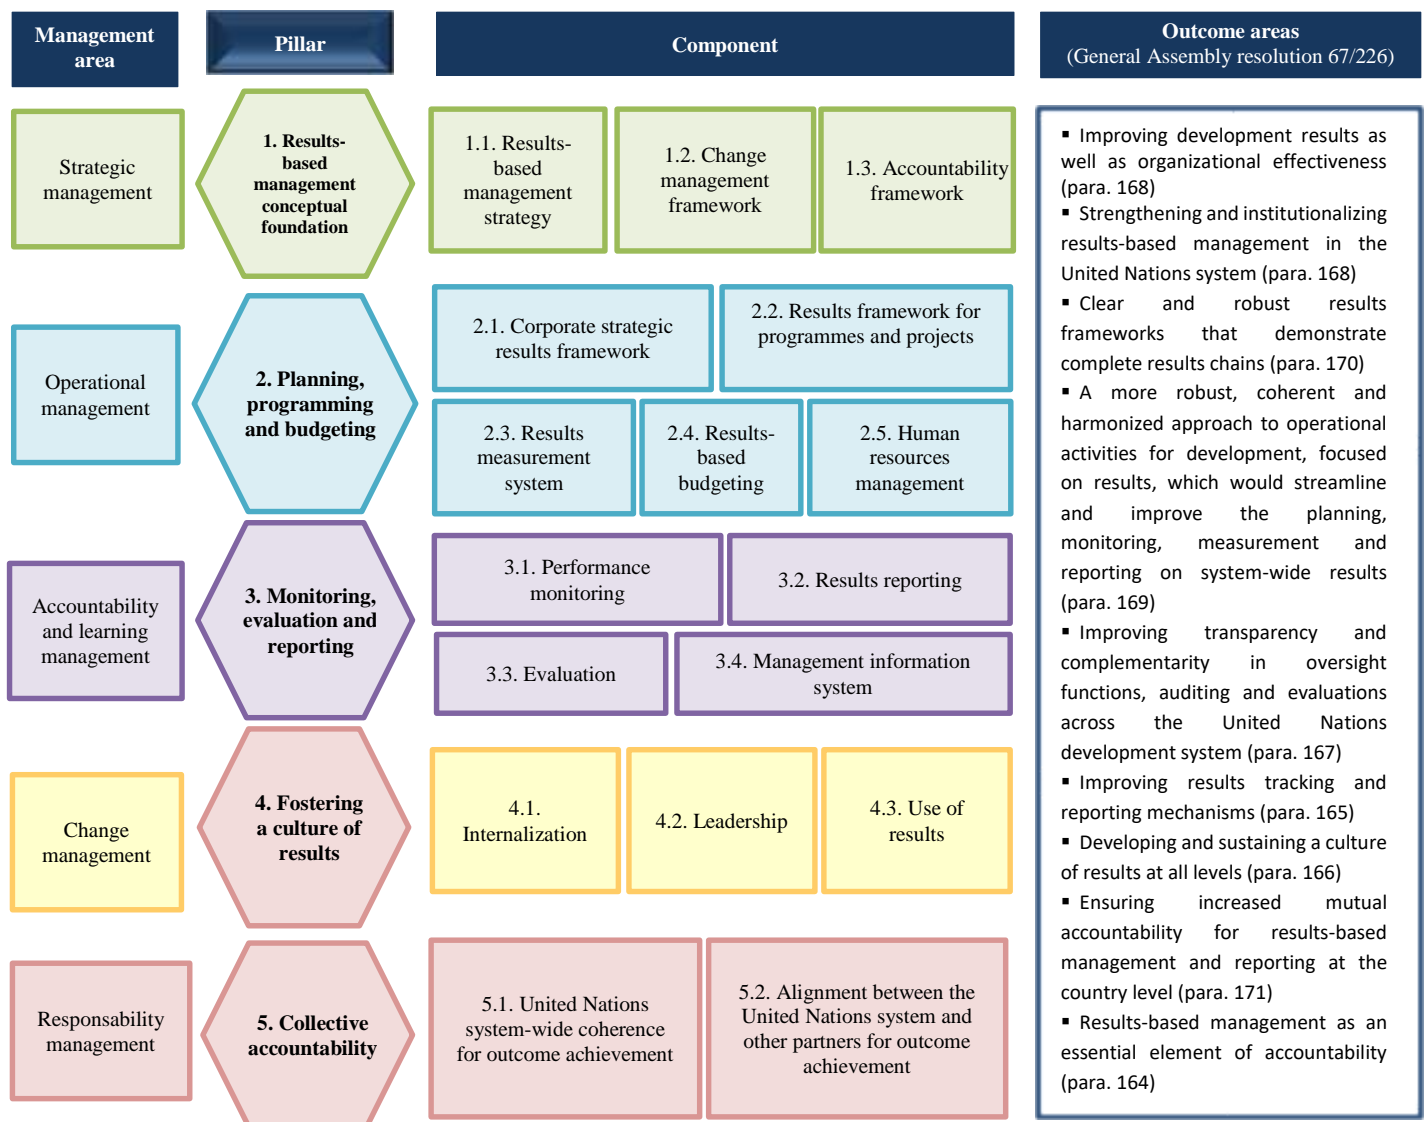 Management
area
Pillar
Component
Outcome areas
(General Assembly resolution 67/226)
Strategic
management
1. Results-
based
management
conceptual
foundation
1.1. Results-
based
management
strategy
1.2. Change
management
framework
1.3. Accountability
framework
Operational
management
2. Planning,
programming
and budgeting
2.1. Corporate strategic
results framework
2.2. Results framework for
programmes and projects
2.3. Results
measurement
system
2.4. Results-
based
budgeting
2.5. Human
resources
management
Accountability
and learning
management
3. Monitoring,
evaluation and
reporting
3.1. Performance
monitoring
3.2. Results reporting
3.3. Evaluation
3.4. Management information
system
Change
management
4. Fostering
a culture of
results
4.1.
Internalization
4.2. Leadership
4.3. Use of
results
Responsability
management
5. Collective
accountability
5.1. United Nations
system-wide coherence
for outcome achievement
5.2. Alignment between the
United Nations system and
other partners for outcome
achievement
▪ Improving development results as
well as organizational effectiveness
(para. 168)
▪ Strengthening and institutionalizing
results-based management in the
United Nations system (para. 168)
▪ Clear and robust results
frameworks that demonstrate
complete results chains (para. 170)
▪ A more robust, coherent and
harmonized approach to operational
activities for development, focused
on results, which would streamline
and improve the planning,
monitoring, measurement and
reporting on system-wide results
(para. 169)
▪ Improving transparency and
complementarity in oversight
functions, auditing and evaluations
across the United Nations
development system (para. 167)
▪ Improving results tracking and
reporting mechanisms (para. 165)
▪ Developing and sustaining a culture
of results at all levels (para. 166)
▪ Ensuring increased mutual
accountability for results-based
management and reporting at the
country level (para. 171)
▪ Results-based management as an
essential element of accountability
(para. 164)